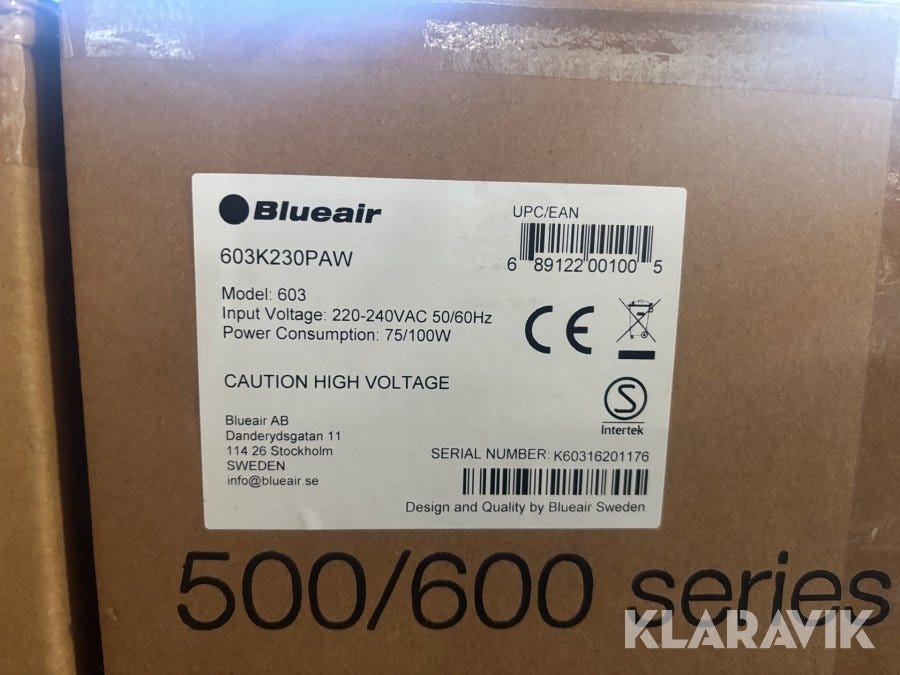 Blueair
UPC/EAN
603K230PAW
6 89122 00100 5
Model: 603
Input Voltage: 220-240VAC 50/60Hz
Power Consumption: 75/100W
CE
CAUTION HIGH VOLTAGE
S
Intertek
Blueair AB
Danderydsgatan 11
114 26 Stockholm
SWEDEN
info@blueair.se
SERIAL NUMBER: K60316201176
Design and Quality by Blueair Sweden
500/600 series
KLARAVIK